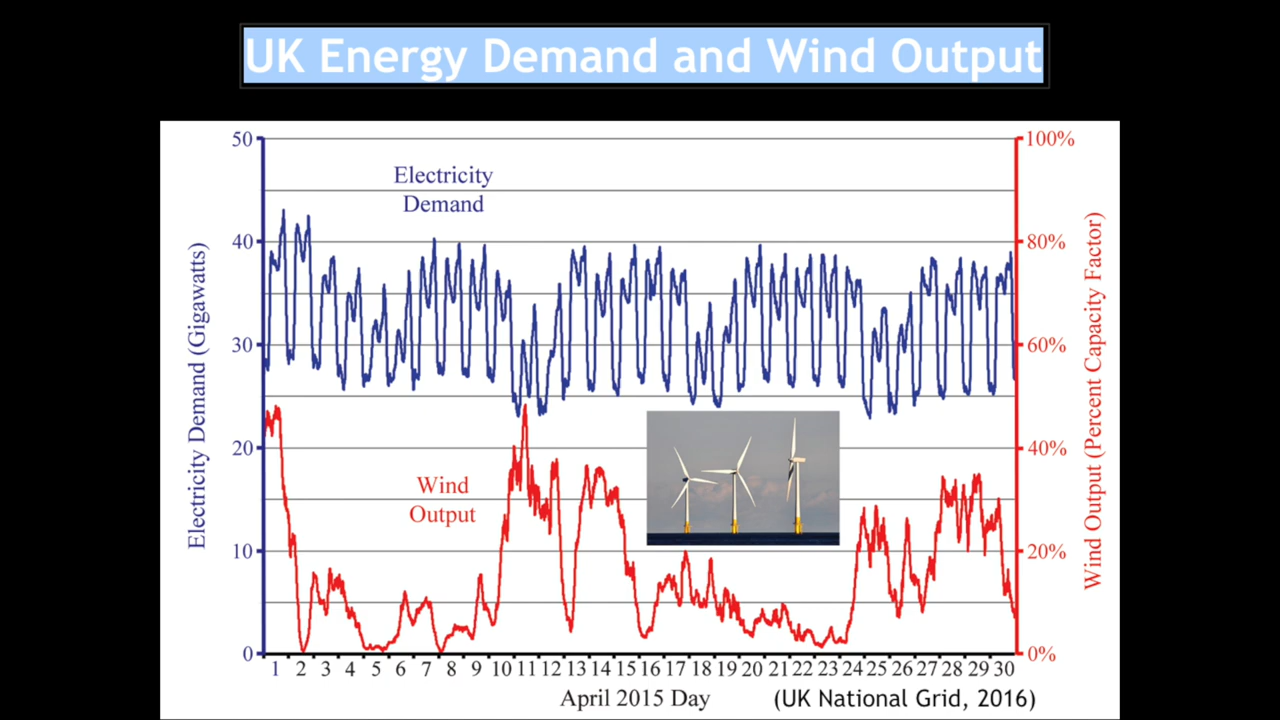 UK Energy Demand and Wind Output
50
40
30
20
10
0
Electricity Demand (Gigawatts)
Electricity
Demand
Wind
Output
100%
80%
60%
40%
20%
0%
Wind Output (Percent Capacity Factor)
1 2 3 4 5 6 7 8 9 10 11 12 13 14 15 16 17 18 19 20 21 22 23 24 25 26 27 28 29 30
April 2015 Day
(UK National Grid, 2016)